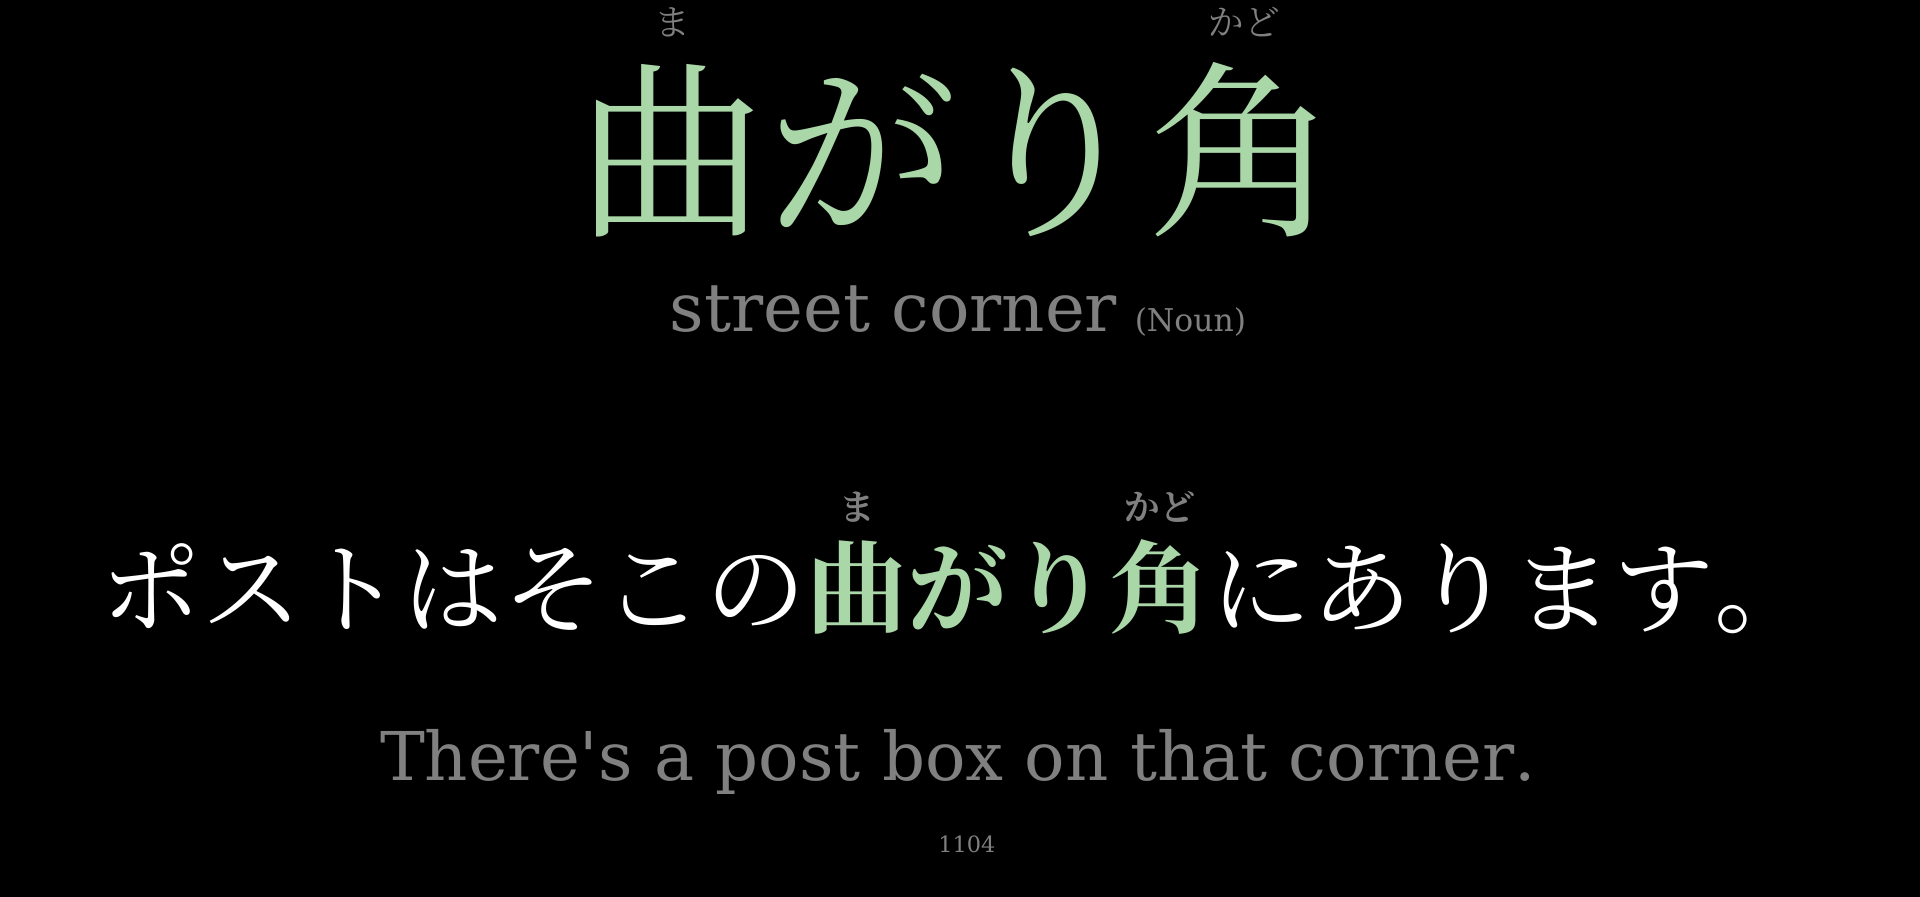 ま かど
曲がり角
street corner (Noun)
ま かど
ポストはそこの曲がり角にあります。
There's a post box on that corner.
1104